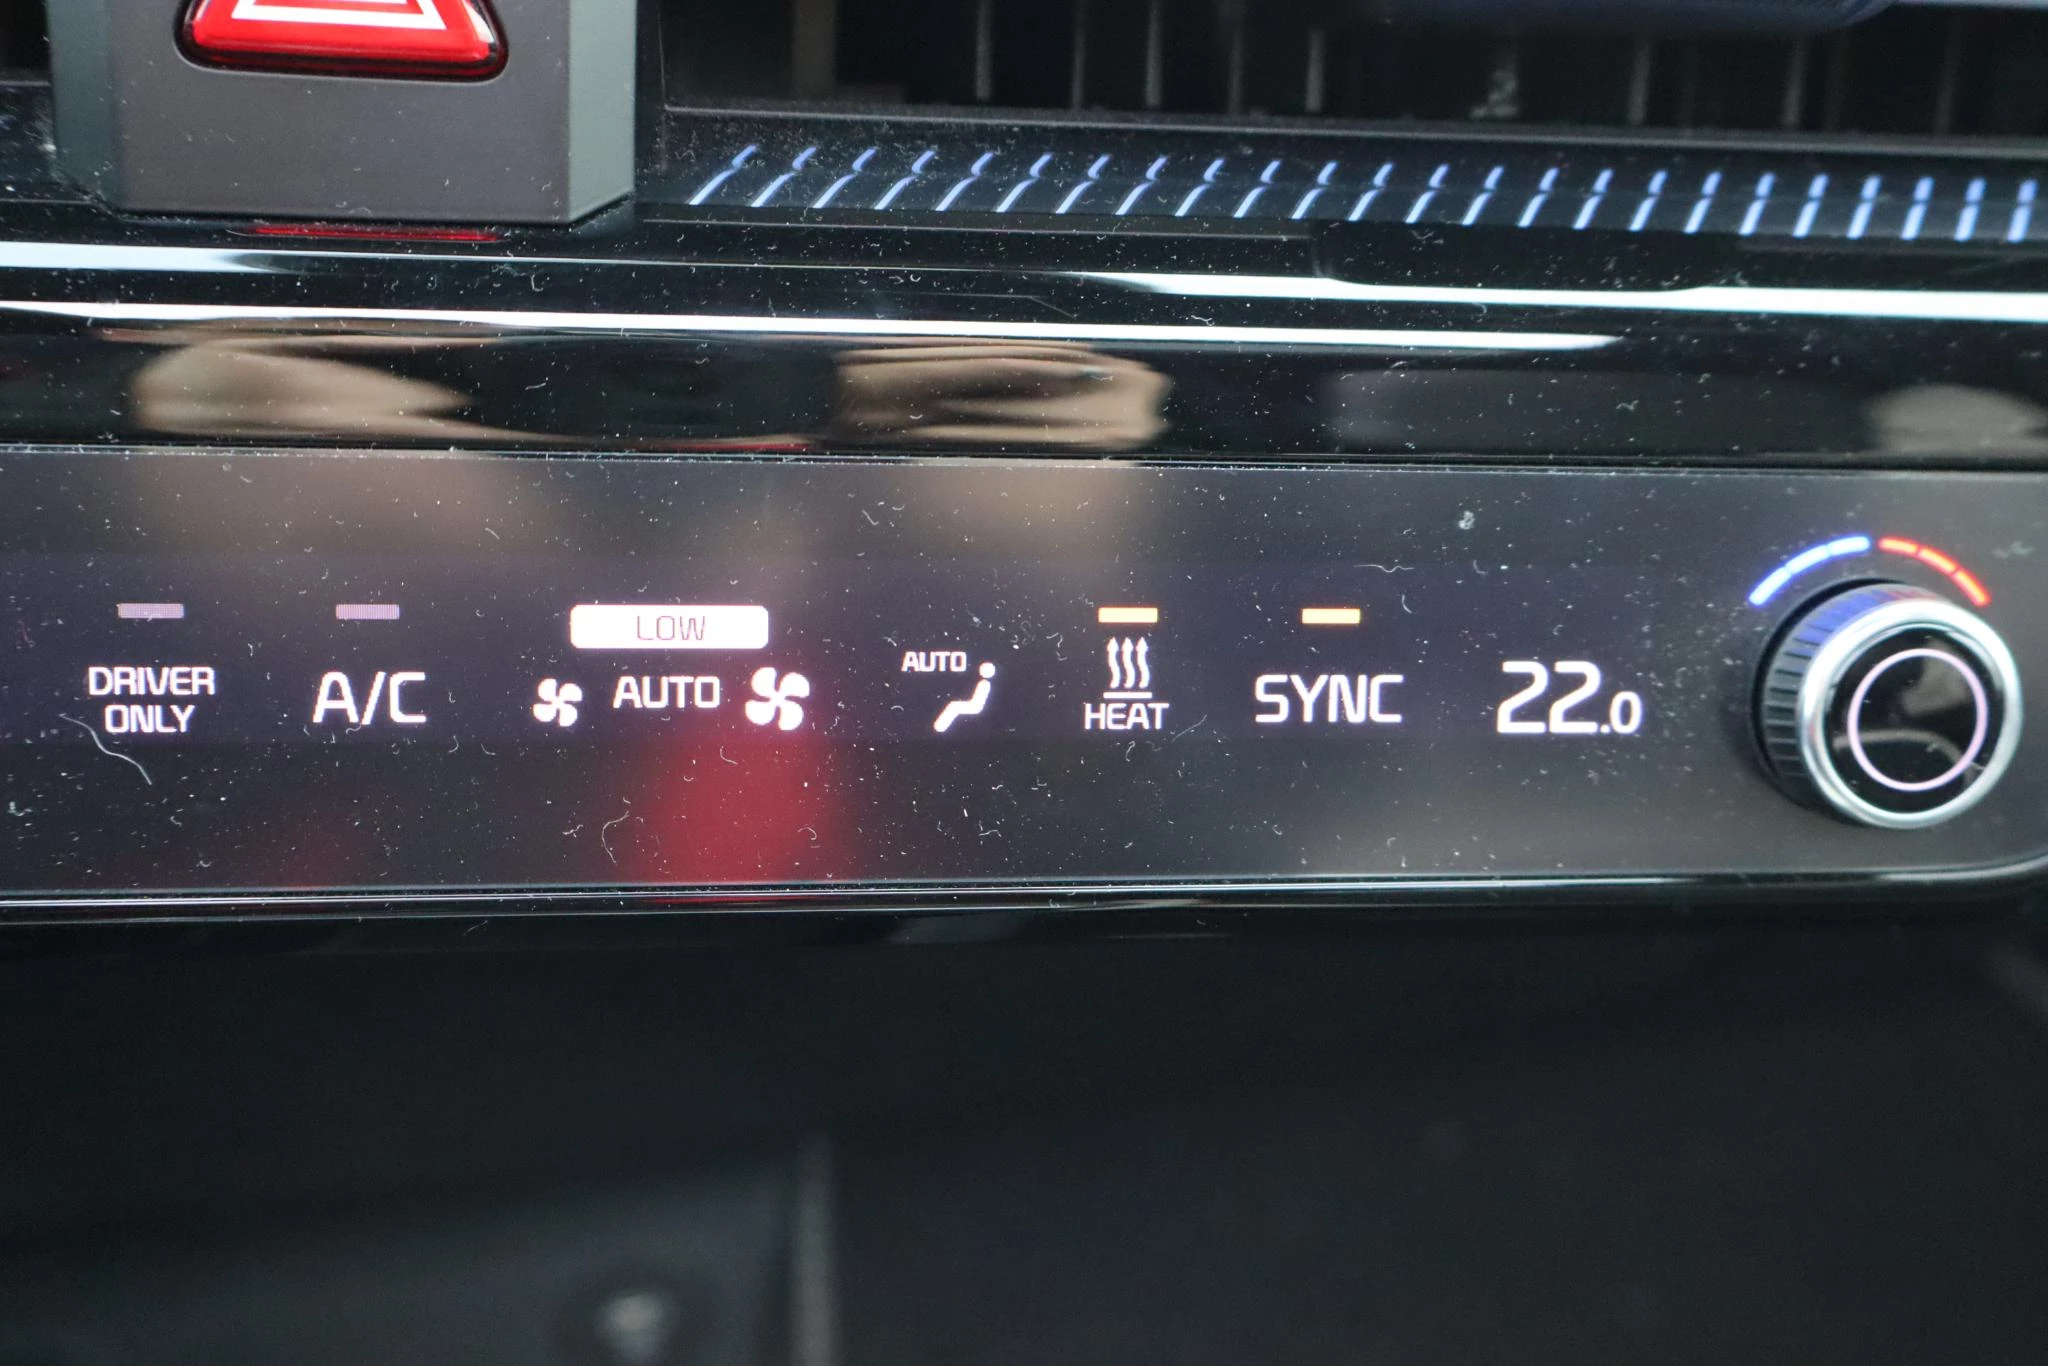 LOW
DRIVER
ONLY
A/C
AUTO
AUTO
HEAT
SYNC
22.0